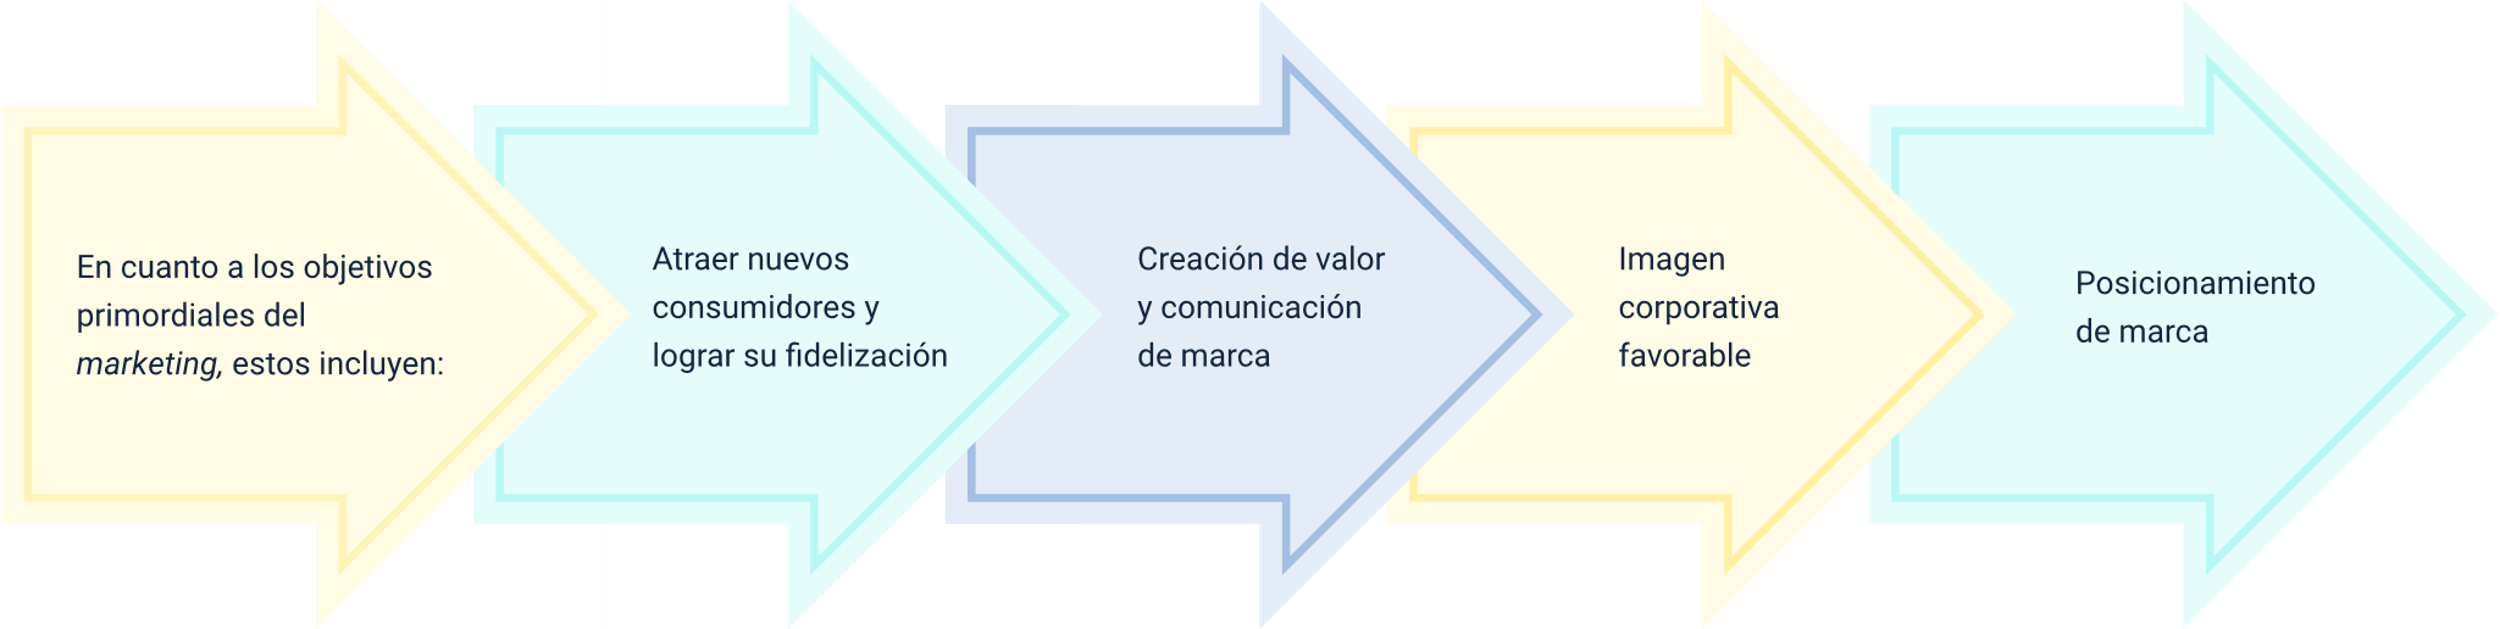 En cuanto a los objetivos
primordiales del
marketing, estos incluyen:
Atraer nuevos
consumidores y
lograr su fidelización
Creación de valor
y comunicación
de marca
Imagen
corporativa
favorable
Posicionamiento
de marca